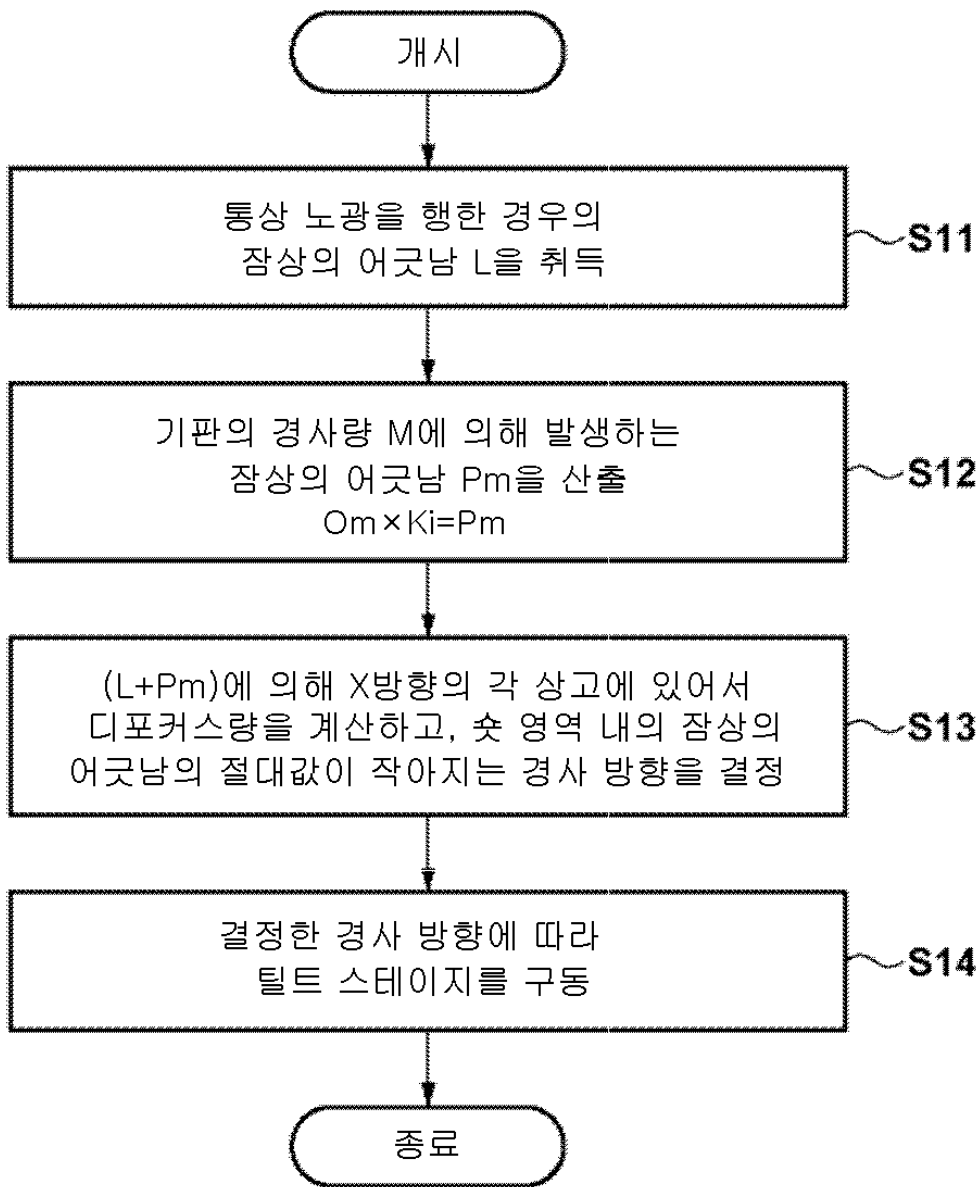 개시
통상 노광을 행한 경우의
잠상의 어긋남 L을 취득
S11
기판의 경사량 M에 의해 발생하는
잠상의 어긋남 Pm을 산출
Om×Ki=Pm
S12
(L+Pm)에 의해 X방향의 각 상고에 있어서
디포커스량을 계산하고, 숏 영역 내의 잠상의
어긋남의 절대값이 작아지는 경사 방향을 결정
S13
결정한 경사 방향에 따라
틸트 스테이지를 구동
S14
종료